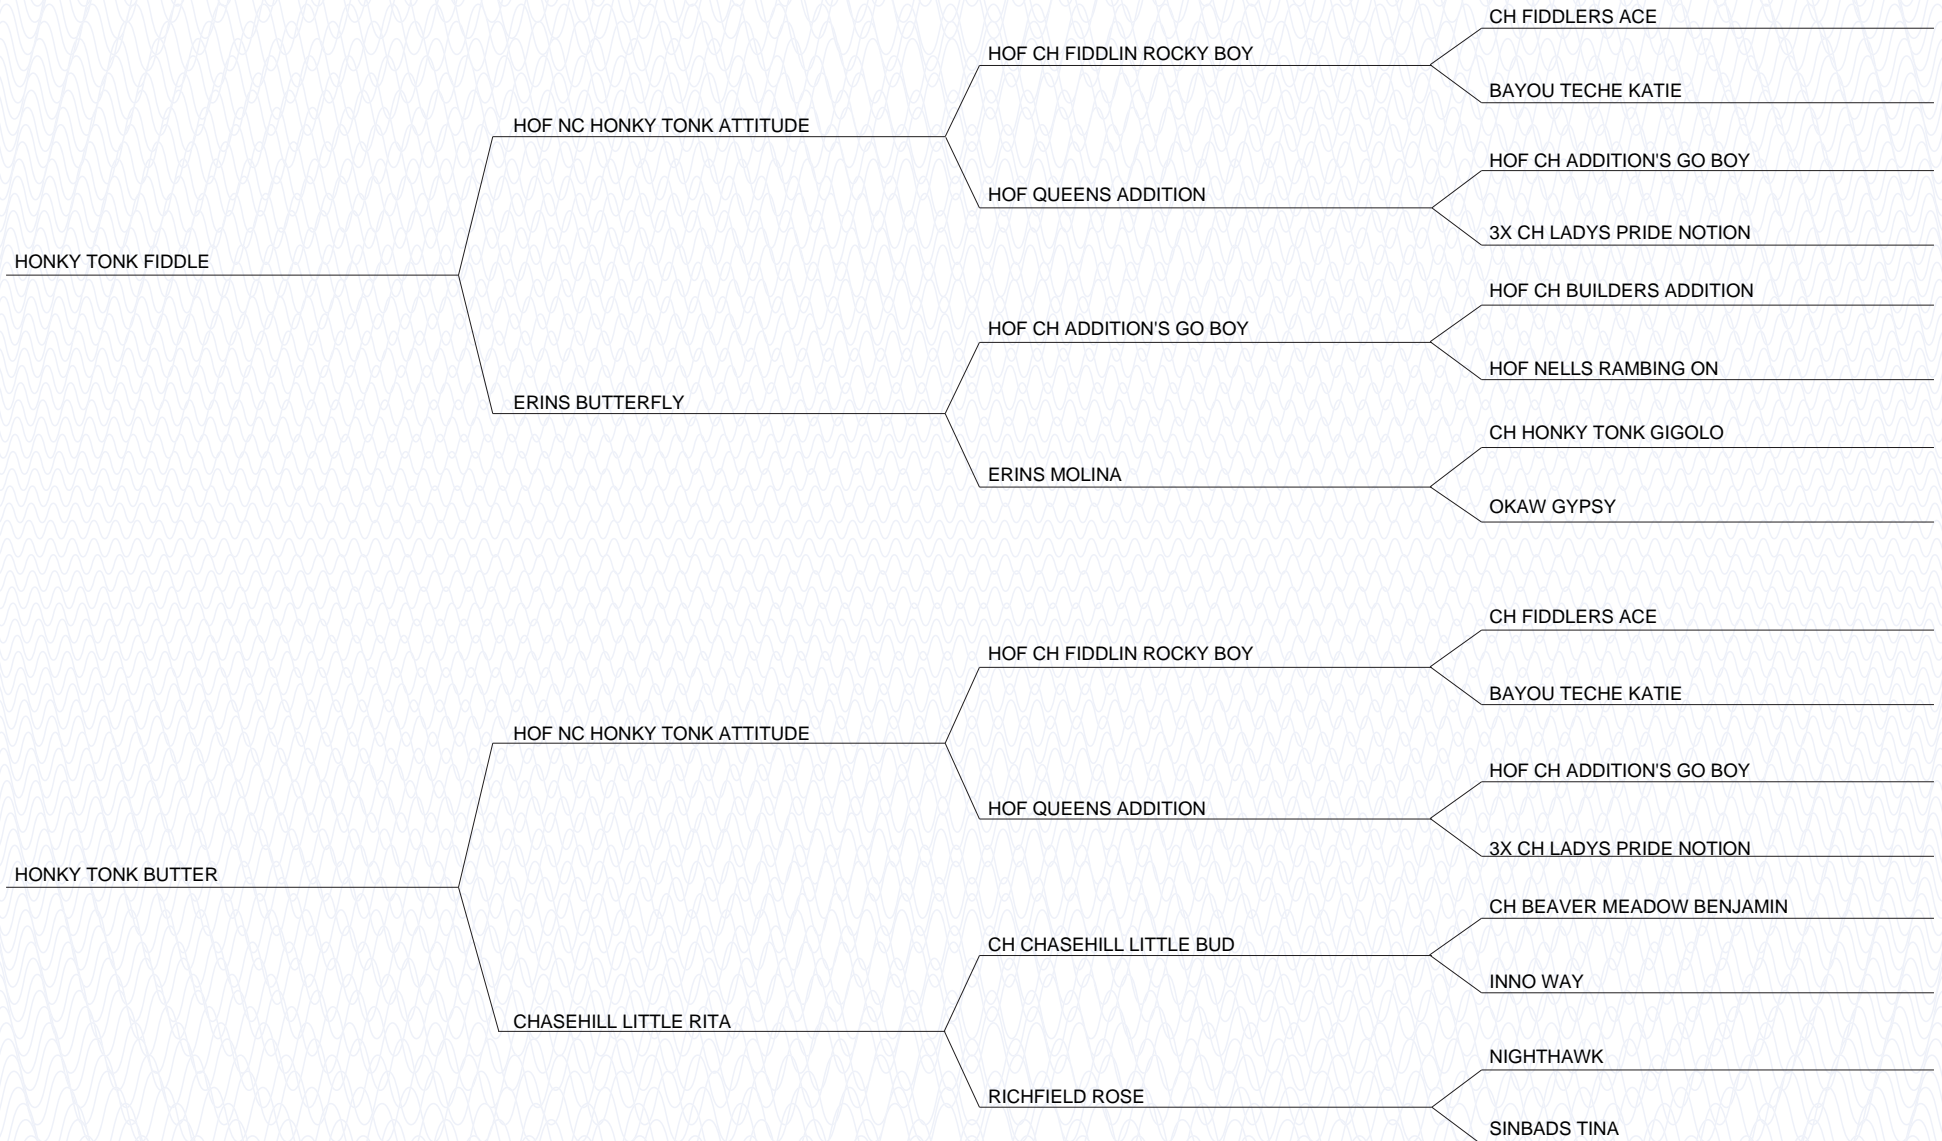 CH FIDDLERS ACE
HOF CH FIDDLIN ROCKY BOY
BAYOU TECHE KATIE
HOF NC HONKY TONK ATTITUDE
HOF CH ADDITION'S GO BOY
HOF QUEENS ADDITION
3X CH LADYS PRIDE NOTION
HONKY TONK FIDDLE
HOF CH BUILDERS ADDITION
HOF CH ADDITION'S GO BOY
HOF NELLS RAMBING ON
ERINS BUTTERFLY
CH HONKY TONK GIGOLO
ERINS MOLINA
OKAW GYPSY
CH FIDDLERS ACE
HOF CH FIDDLIN ROCKY BOY
BAYOU TECHE KATIE
HOF NC HONKY TONK ATTITUDE
HOF CH ADDITION'S GO BOY
HOF QUEENS ADDITION
3X CH LADYS PRIDE NOTION
HONKY TONK BUTTER
CH BEAVER MEADOW BENJAMIN
CH CHASEHILL LITTLE BUD
INNO WAY
CHASEHILL LITTLE RITA
NIGHTHAWK
RICHFIELD ROSE
SINBADS TINA